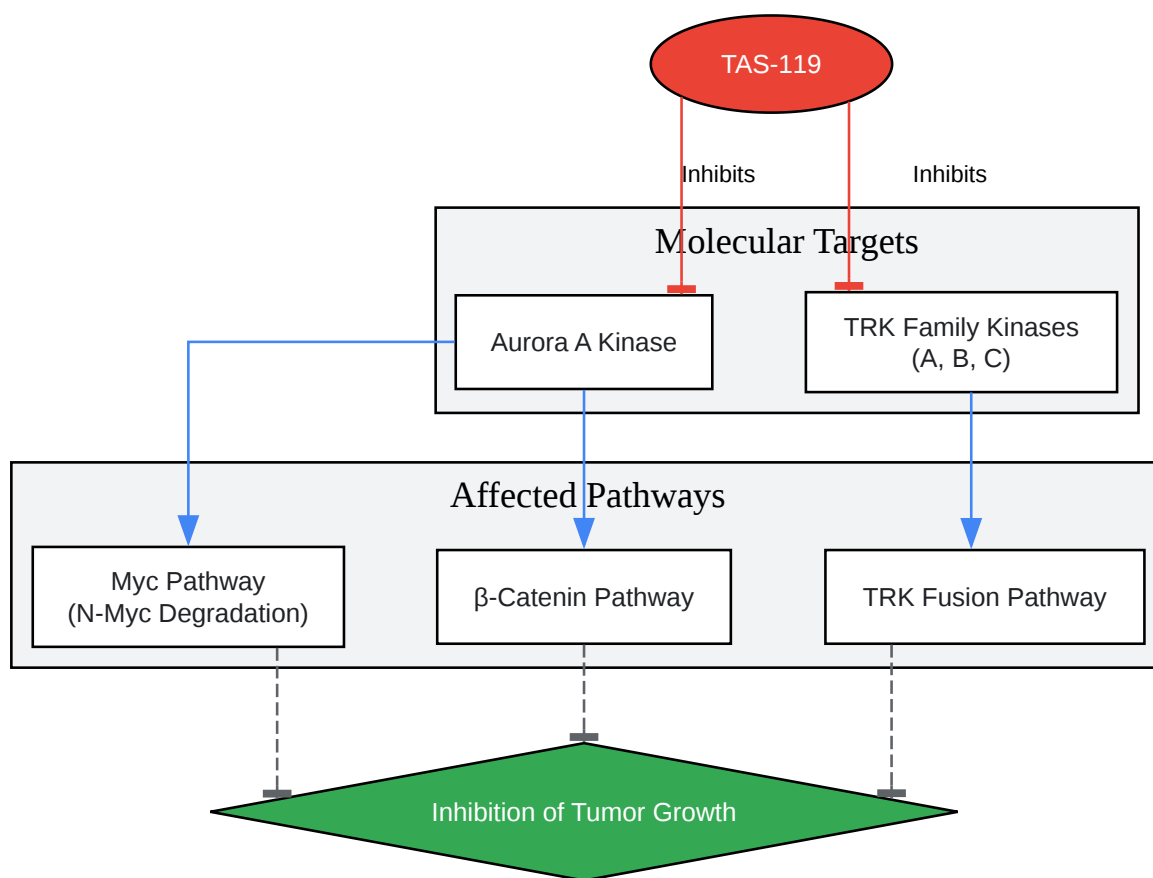 TAS-119
Inhibits
Inhibits
Molecular Targets
Aurora A Kinase
TRK Family Kinases
(A, B, C)
Affected Pathways
Myc Pathway
(N-Myc Degradation)
β-Catenin Pathway
TRK Fusion Pathway
Inhibition of Tumor Growth